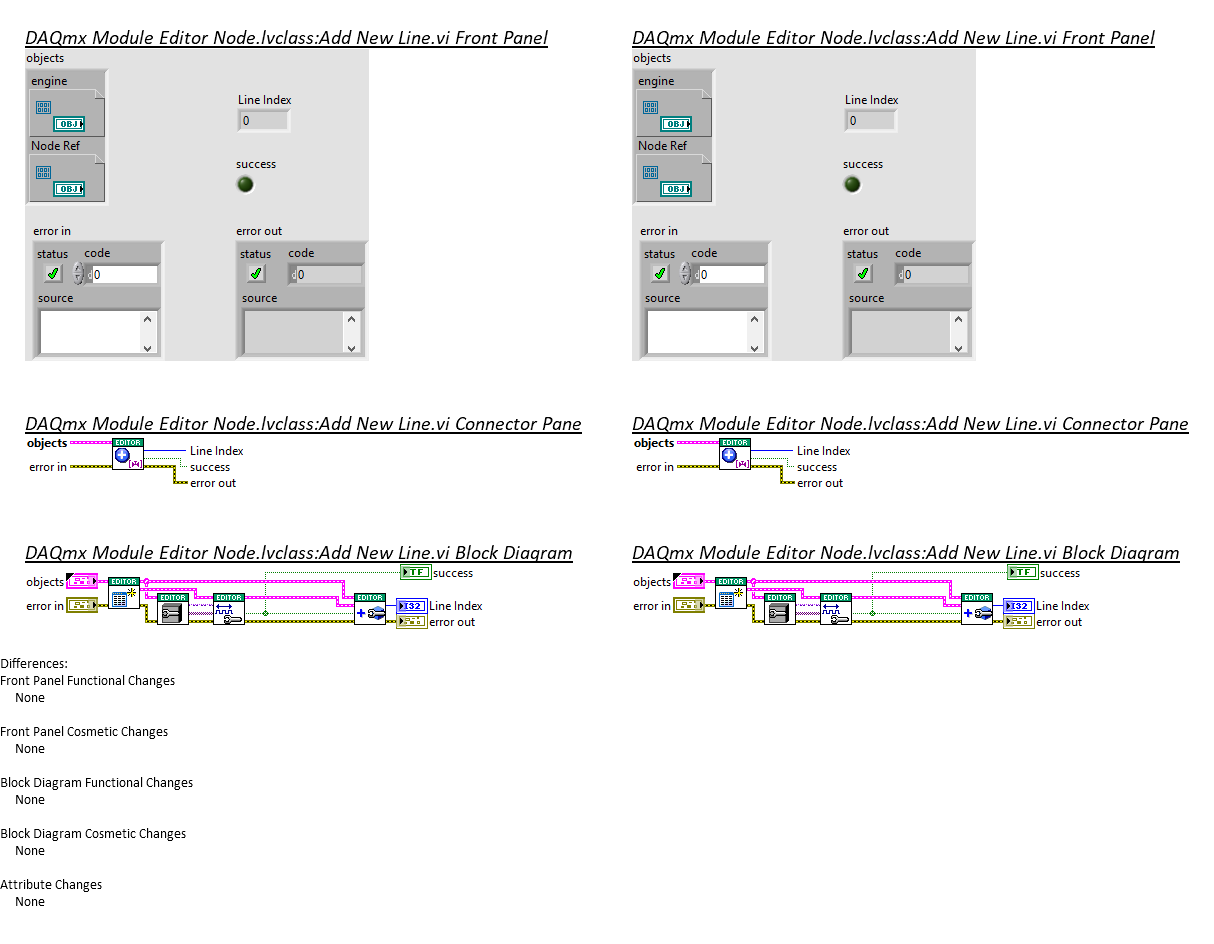 DAQmx Module Editor Node.lvclass:Add New Line.vi Front Panel
objects
engine
OBJ
Node Ref
OBJ
Line Index
0
success
error in
status code
0
source
error out
status code
0
source
DAQmx Module Editor Node.lvclass:Add New Line.vi Front Panel
objects
engine
OBJ
Node Ref
OBJ
Line Index
0
success
error in
status code
0
source
error out
status code
0
source
DAQmx Module Editor Node.lvclass:Add New Line.vi Connector Pane
objects
EDITOR
Line Index
error in
success
error out
DAQmx Module Editor Node.lvclass:Add New Line.vi Connector Pane
objects
EDITOR
Line Index
error in
success
error out
DAQmx Module Editor Node.lvclass:Add New Line.vi Block Diagram
TF success
objects
EDITOR
EDITOR
EDITOR
EDITOR
error in
I32 Line Index
error out
DAQmx Module Editor Node.lvclass:Add New Line.vi Block Diagram
TF success
objects
EDITOR
EDITOR
EDITOR
EDITOR
error in
I32 Line Index
error out
Differences:
Front Panel Functional Changes
None
Front Panel Cosmetic Changes
None
Block Diagram Functional Changes
None
Block Diagram Cosmetic Changes
None
Attribute Changes
None